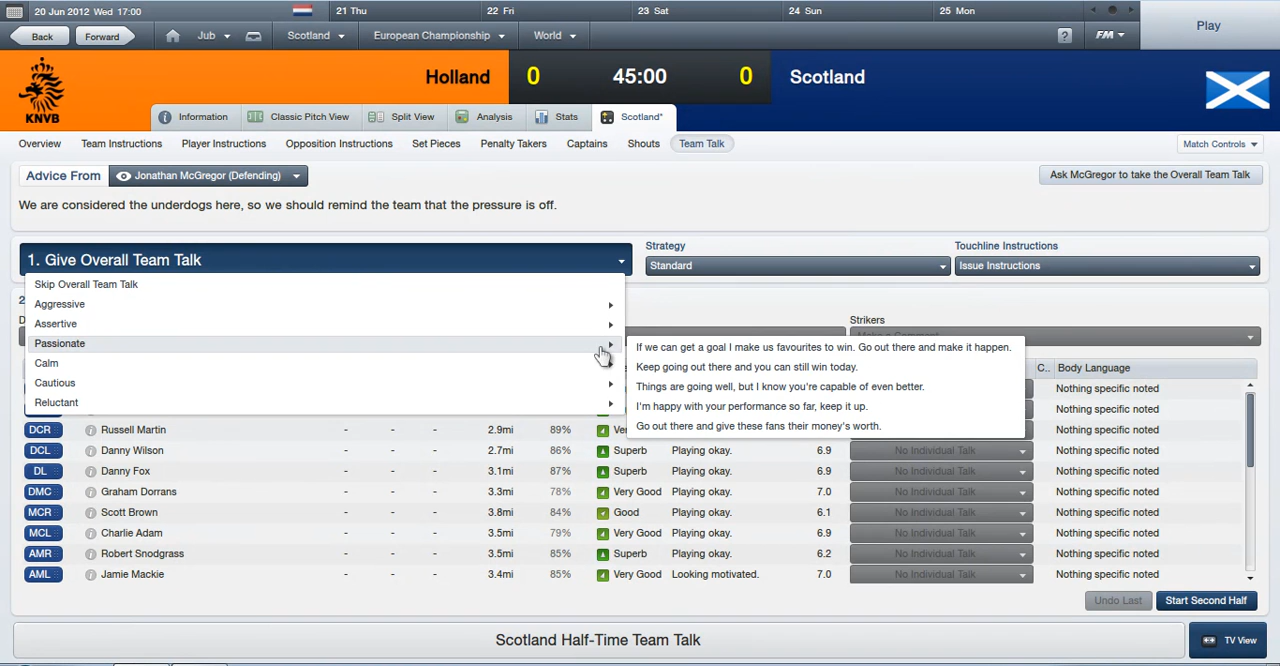 20 Jun 2012 Wed 17:00 21 Thu 22 Fri 23 Sat 24 Sun 25 Mon
Play
Back Forward Jub Scotland European Championship World ? FM
Holland 0 45:00 0 Scotland
KNVB
Information Classic Pitch View Split View Analysis Stats Scotland*
Overview Team Instructions Player Instructions Opposition Instructions Set Pieces Penalty Takers Captains Shouts Team Talk Match Controls
Advice From Jonathan McGregor (Defending) Ask McGregor to take the Overall Team Talk
We are considered the underdogs here, so we should remind the team that the pressure is off.
Strategy Touchline Instructions
1. Give Overall Team Talk Standard Issue Instructions
Skip Overall Team Talk
Aggressive
Strikers
Assertive
Passionate
If we can get a goal I make us favourites to win. Go out there and make it happen.
Calm
Keep going out there and you can still win today.
C.. Body Language
Cautious
Things are going well, but I know you're capable of even better.
Nothing specific noted
Reluctant
I'm happy with your performance so far, keep it up.
Nothing specific noted
Go out there and give these fans their money's worth.
DCR Russell Martin - - - 2.9mi 89% Nothing specific noted
DCL Danny Wilson - - - 2.7mi 86% Superb Playing okay. 6.9 No Individual Talk Nothing specific noted
DL Danny Fox - - - 3.1mi 87% Superb Playing okay. 6.9 No Individual Talk Nothing specific noted
DMC Graham Dorrans - - - 3.3mi 78% Very Good Playing okay. 7.0 No Individual Talk Nothing specific noted
MCR Scott Brown - - - 3.8mi 84% Good Playing okay. 6.1 No Individual Talk Nothing specific noted
MCL Charlie Adam - - - 3.5mi 79% Very Good Playing okay. 6.9 No Individual Talk Nothing specific noted
AMR Robert Snodgrass - - - 3.5mi 85% Superb Playing okay. 6.2 No Individual Talk Nothing specific noted
AML Jamie Mackie - - - 3.4mi 85% Very Good Looking motivated. 7.0 No Individual Talk Nothing specific noted
Undo Last Start Second Half
Scotland Half-Time Team Talk TV View